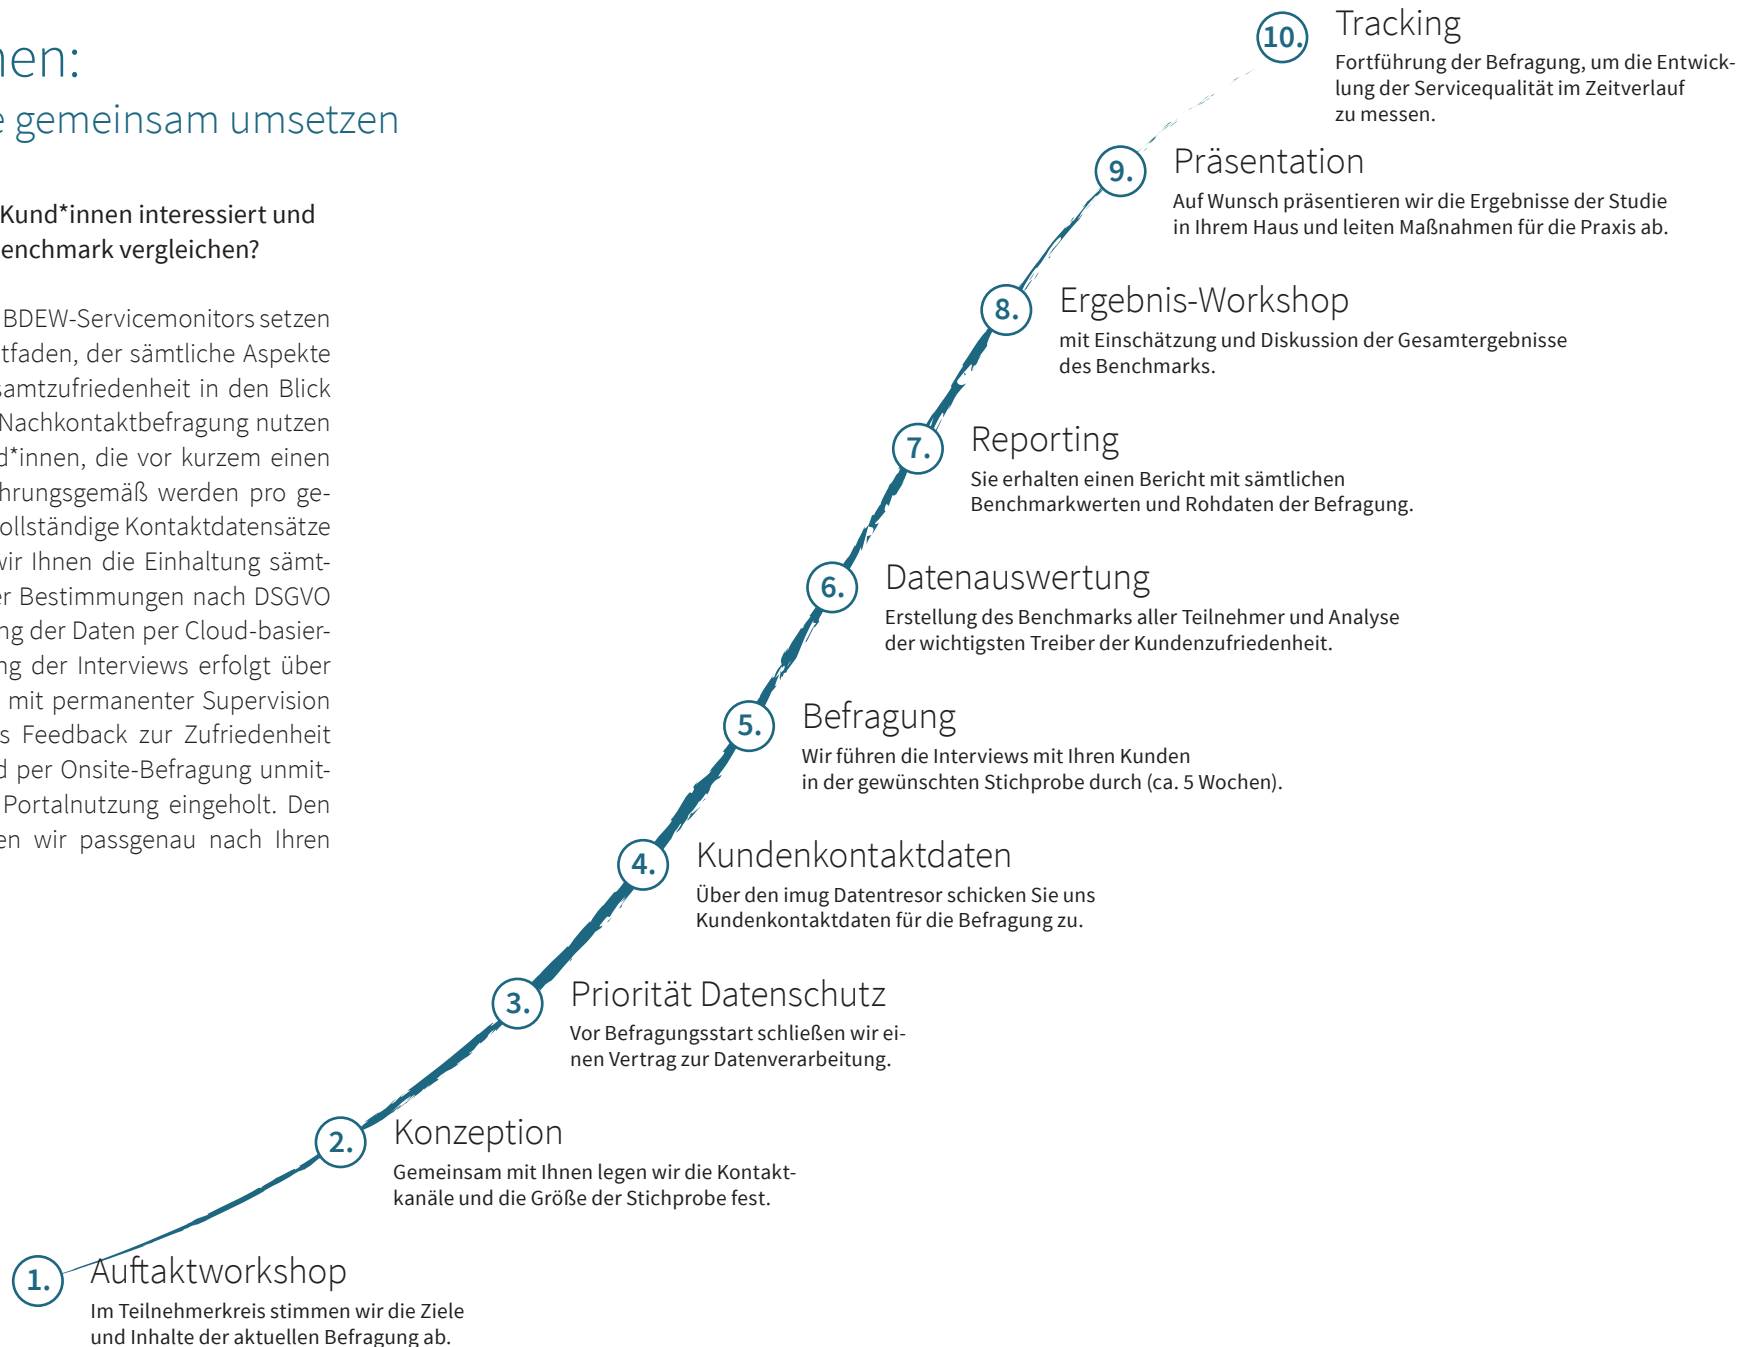 nen:
e gemeinsam umsetzen
Kund*innen interessiert und
enchmark vergleichen?
BDEW-Servicemonitors setzen
tfaden, der sämtliche Aspekte
samtzufriedenheit in den Blick
Nachkontaktbefragung nutzen
d*innen, die vor kurzem einen
hrungsgemäß werden pro ge-
ollständige Kontaktdatensätze
wir Ihnen die Einhaltung sämt-
er Bestimmungen nach DSGVO
ng der Daten per Cloud-basier-
ng der Interviews erfolgt über
mit permanenter Supervision
s Feedback zur Zufriedenheit
d per Onsite-Befragung unmit-
Portalnutzung eingeholt. Den
en wir passgenau nach Ihren
10.
Tracking
Fortführung der Befragung, um die Entwick-
lung der Servicequalität im Zeitverlauf
zu messen.
9.
Präsentation
Auf Wunsch präsentieren wir die Ergebnisse der Studie
in Ihrem Haus und leiten Maßnahmen für die Praxis ab.
8.
Ergebnis-Workshop
mit Einschätzung und Diskussion der Gesamtergebnisse
des Benchmarks.
7.
Reporting
Sie erhalten einen Bericht mit sämtlichen
Benchmarkwerten und Rohdaten der Befragung.
6.
Datenauswertung
Erstellung des Benchmarks aller Teilnehmer und Analyse
der wichtigsten Treiber der Kundenzufriedenheit.
5.
Befragung
Wir führen die Interviews mit Ihren Kunden
in der gewünschten Stichprobe durch (ca. 5 Wochen).
4.
Kundenkontaktdaten
Über den imug Datentresor schicken Sie uns
Kundenkontaktdaten für die Befragung zu.
3.
Priorität Datenschutz
Vor Befragungsstart schließen wir ei-
nen Vertrag zur Datenverarbeitung.
2.
Konzeption
Gemeinsam mit Ihnen legen wir die Kontakt-
kanäle und die Größe der Stichprobe fest.
1.
Auftaktworkshop
Im Teilnehmerkreis stimmen wir die Ziele
und Inhalte der aktuellen Befragung ab.